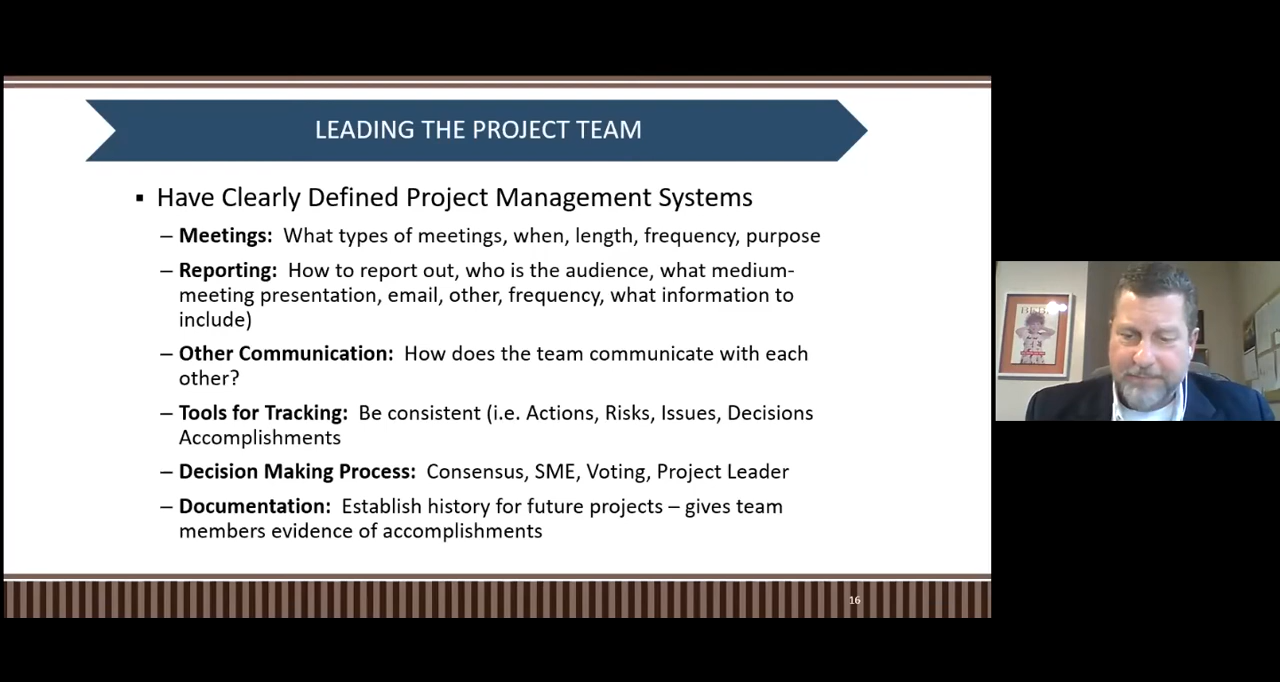 LEADING THE PROJECT TEAM
▪ Have Clearly Defined Project Management Systems
– Meetings: What types of meetings, when, length, frequency, purpose
– Reporting: How to report out, who is the audience, what medium-
meeting presentation, email, other, frequency, what information to
include)
– Other Communication: How does the team communicate with each
other?
– Tools for Tracking: Be consistent (i.e. Actions, Risks, Issues, Decisions
Accomplishments
– Decision Making Process: Consensus, SME, Voting, Project Leader
– Documentation: Establish history for future projects – gives team
members evidence of accomplishments
16